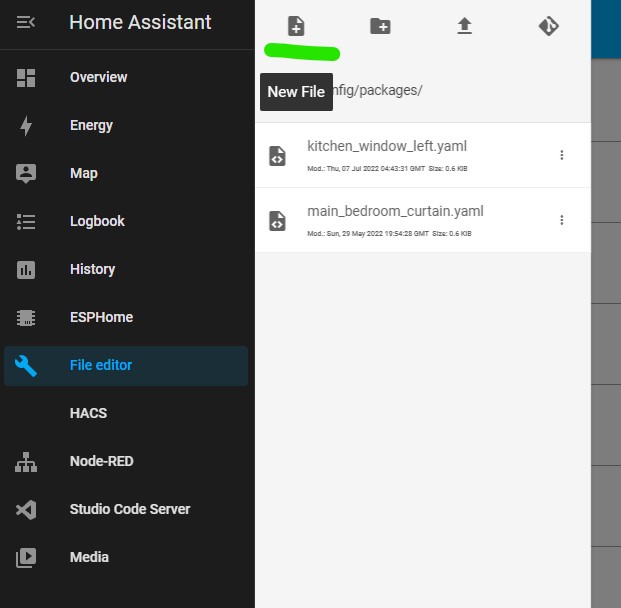 Home Assistant
Overview
Energy
Map
Logbook
History
ESPHome
File editor
HACS
Node-RED
Studio Code Server
Media
New File
nfig/packages/
kitchen_window_left.yaml
Mod.: Thu, 07 Jul 2022 04:43:31 GMT Size: 0.6 KiB
main_bedroom_curtain.yaml
Mod.: Sun, 29 May 2022 19:54:28 GMT Size: 0.6 KiB